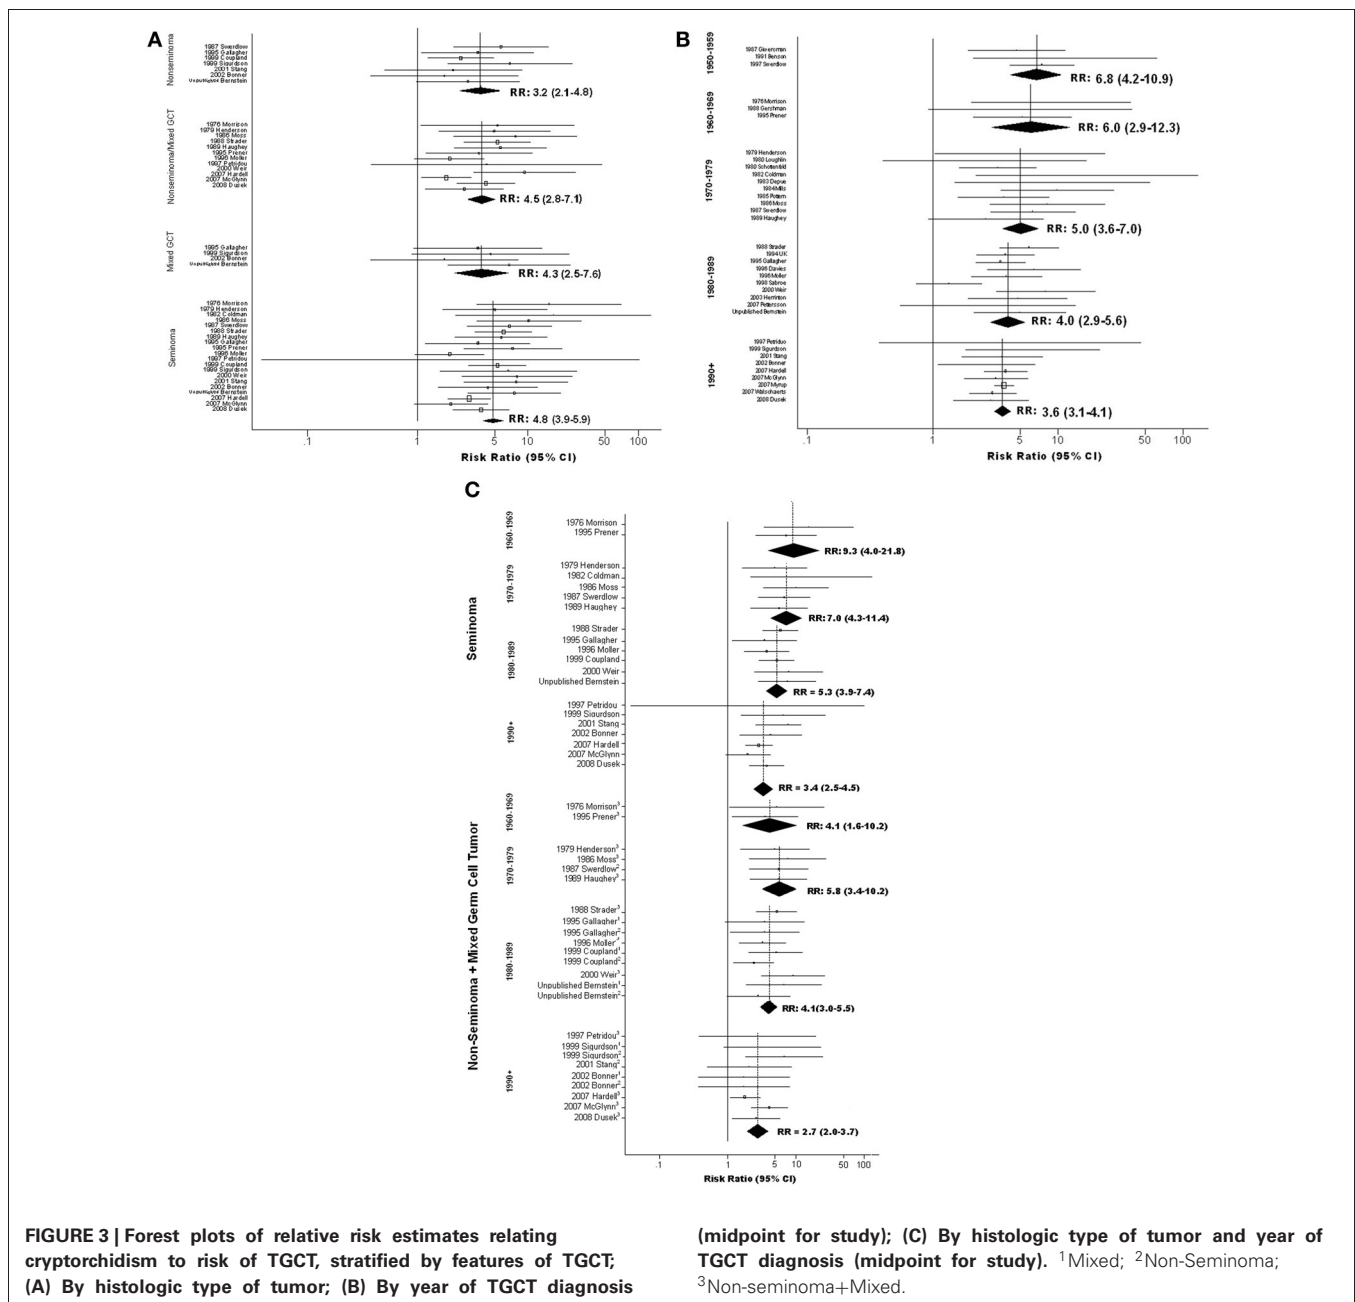 A
Nonseminoma
1987 Swerdlow
1995 Gallagher
1999 Coupland
1999 Sigurdson
2001 Stang
2002 Bonner
Unpublished Bernstein
RR: 3.2 (2.1-4.8)
Nonseminoma/Mixed GCT
1976 Morrison
1979 Henderson
1986 Moss
1988 Strader
1989 Haughey
1995 Prener
1996 Moller
1997 Petridou
2000 Weir
2007 Hardell
2007 McGlynn
2008 Dusek
RR: 4.5 (2.8-7.1)
Mixed GCT
1995 Gallagher
1999 Sigurdson
2002 Bonner
Unpublished Bernstein
RR: 4.3 (2.5-7.6)
Seminoma
1976 Morrison
1979 Henderson
1982 Coldman
1986 Moss
1987 Swerdlow
1988 Strader
1989 Haughey
1995 Gallagher
1995 Prener
1996 Moller
1997 Petridou
1999 Coupland
1999 Sigurdson
2000 Weir
2001 Stang
2002 Bonner
Unpublished Bernstein
2007 Hardell
2007 McGlynn
2008 Dusek
RR: 4.8 (3.9-5.9)
.1 1 5 10 50 100
Risk Ratio (95% CI)
B
1950-1959
1987 Giwersman
1991 Benson
1997 Swerdlow
RR: 6.8 (4.2-10.9)
1960-1969
1976 Morrison
1988 Gershman
1995 Prener
RR: 6.0 (2.9-12.3)
1970-1979
1979 Henderson
1980 Loughlin
1980 Schottenfeld
1982 Coldman
1983 Depue
1984 Mills
1985 Pottern
1986 Moss
1987 Swerdlow
1989 Haughey
RR: 5.0 (3.6-7.0)
1980-1989
1988 Strader
1994 UK
1995 Gallagher
1996 Davies
1996 Moller
1998 Sabroe
2000 Weir
2003 Herrinton
2007 Pettersson
Unpublished Bernstein
RR: 4.0 (2.9-5.6)
1990+
1997 Petriduo
1999 Sigurdson
2001 Stang
2002 Bonner
2007 Hardell
2007 McGlynn
2007 Myrup
2007 Walschaerts
2008 Dusek
RR: 3.6 (3.1-4.1)
.1 1 5 10 50 100
Risk Ratio (95% CI)
C
Seminoma
1960-1969
1976 Morrison
1995 Prener
RR: 9.3 (4.0-21.8)
1970-1979
1979 Henderson
1982 Coldman
1986 Moss
1987 Swerdlow
1989 Haughey
RR: 7.0 (4.3-11.4)
1980-1989
1988 Strader
1995 Gallagher
1996 Moller
1999 Coupland
2000 Weir
Unpublished Bernstein
RR = 5.3 (3.9-7.4)
1990+
1997 Petridou
1999 Sigurdson
2001 Stang
2002 Bonner
2007 Hardell
2007 McGlynn
2008 Dusek
RR = 3.4 (2.5-4.5)
Non-Seminoma + Mixed Germ Cell Tumor
1960-1969
1976 Morrison³
1995 Prener³
RR: 4.1 (1.6-10.2)
1970-1979
1979 Henderson³
1986 Moss³
1987 Swerdlow²
1989 Haughey³
RR: 5.8 (3.4-10.2)
1980-1989
1988 Strader³
1995 Gallagher¹
1995 Gallagher²
1996 Moller
1999 Coupland¹
1999 Coupland²
2000 Weir³
Unpublished Bernstein¹
Unpublished Bernstein²
RR: 4.1(3.0-5.5)
1990+
1997 Petridou³
1999 Sigurdson¹
1999 Sigurdson²
2001 Stang²
2002 Bonner¹
2002 Bonner²
2007 Hardell³
2007 McGlynn³
2008 Dusek³
RR = 2.7 (2.0-3.7)
.1 1 5 10 50 100
Risk Ratio (95% CI)
FIGURE 3 | Forest plots of relative risk estimates relating
cryptorchidism to risk of TGCT, stratified by features of TGCT;
(A) By histologic type of tumor; (B) By year of TGCT diagnosis
(midpoint for study); (C) By histologic type of tumor and year of
TGCT diagnosis (midpoint for study). ¹Mixed; ²Non-Seminoma;
³Non-seminoma+Mixed.